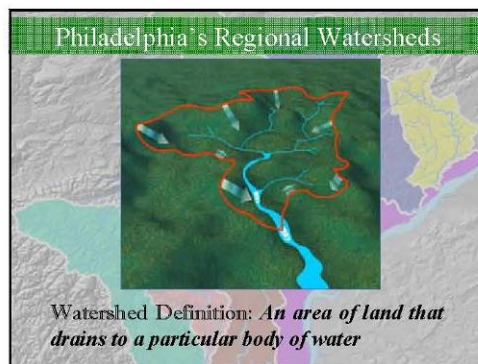 Philadelphia's Regional Watersheds
Watershed Definition: An area of land that
drains to a particular body of water